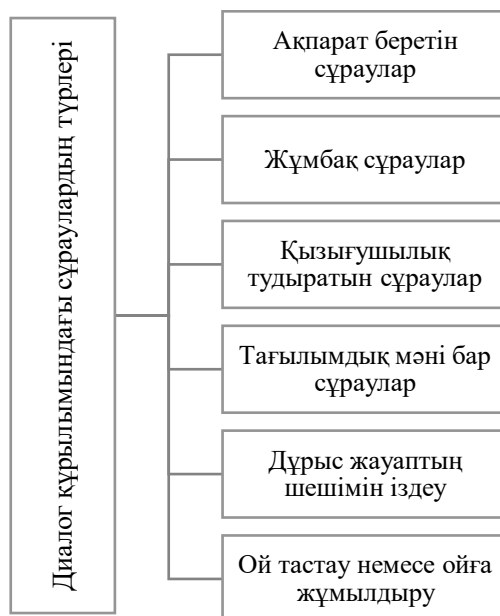 Диалог құрылымындағы сұраулардың түрлері
Ақпарат беретін
сұраулар
Жұмбақ сұраулар
Қызығушылық
тудыратын сұраулар
Тағылымдық мәні бар
сұраулар
Дұрыс жауаптың
шешімін іздеу
Ой тастау немесе ойға
жұмылдыру